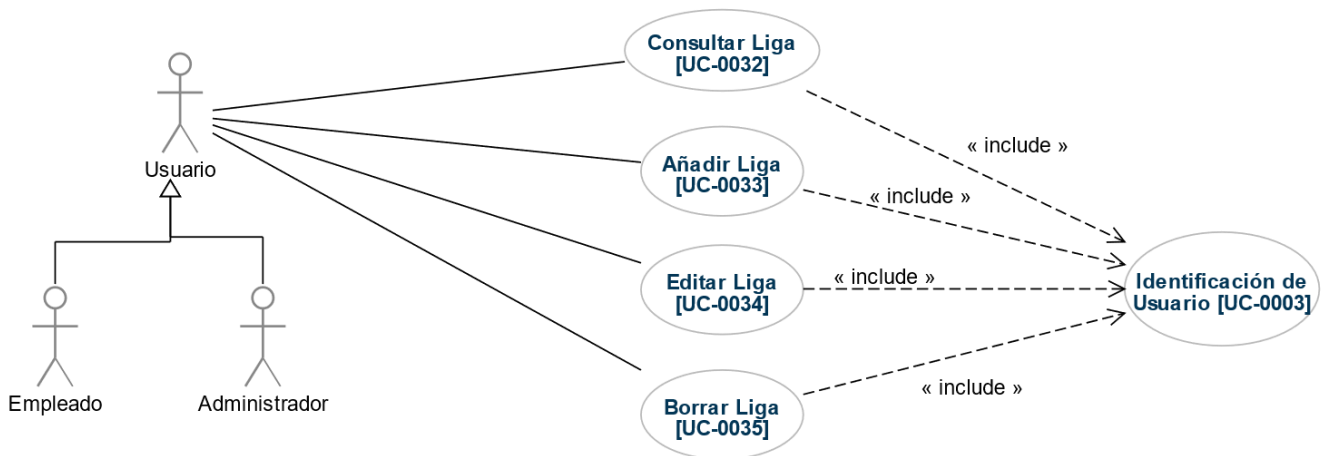 Consultar Liga
[UC-0032]
« include »
Usuario
Añadir Liga
[UC-0033]
« include »
Editar Liga
[UC-0034]
« include »
Identificación de
Usuario [UC-0003]
Empleado
Administrador
Borrar Liga
[UC-0035]
« include »